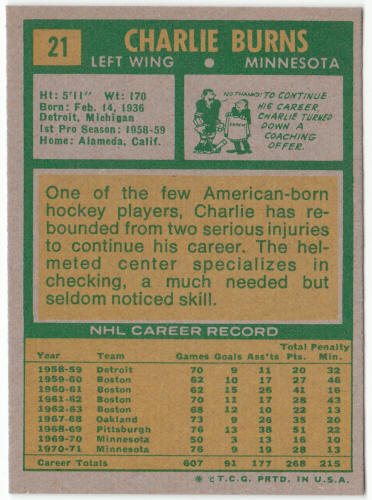 21
CHARLIE BURNS
LEFT WING • MINNESOTA
Ht: 5'11" Wt: 170
Born: Feb. 14, 1936
Detroit, Michigan
1st Pro Season: 1958-59
Home: Alameda, Calif.
NO THANKS! TO CONTINUE
HIS CAREER,
CHARLIE TURNED
DOWN A
COACHING
OFFER.
One of the few American-born
hockey players, Charlie has re-
bounded from two serious injuries
to continue his career. The hel-
meted center specializes in
checking, a much needed but
seldom noticed skill.
NHL CAREER RECORD
Total Penalty
Year Team Games Goals Ass'ts Pts. Min.
1958-59 Detroit 70 9 11 20 32
1959-60 Boston 62 10 17 27 46
1960-61 Boston 62 15 26 41 16
1961-62 Boston 70 11 17 28 43
1962-63 Boston 68 12 10 22 13
1967-68 Oakland 73 9 26 35 20
1968-69 Pittsburgh 76 13 38 51 22
1969-70 Minnesota 50 3 13 16 10
1970-71 Minnesota 76 9 19 28 13
Career Totals 607 91 177 268 215
* © T.C.G. PRTD. IN U.S.A.